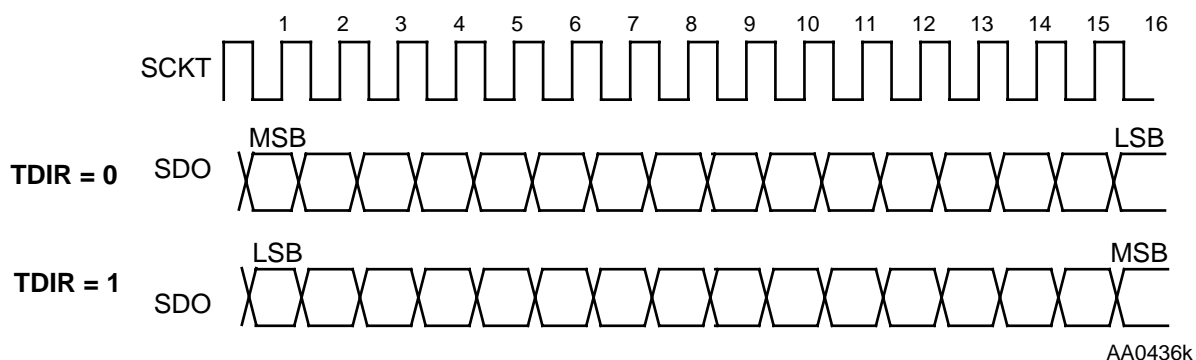 1 2 3 4 5 6 7 8 9 10 11 12 13 14 15 16
SCKT
MSB LSB
TDIR = 0 SDO
LSB MSB
TDIR = 1 SDO
AA0436k